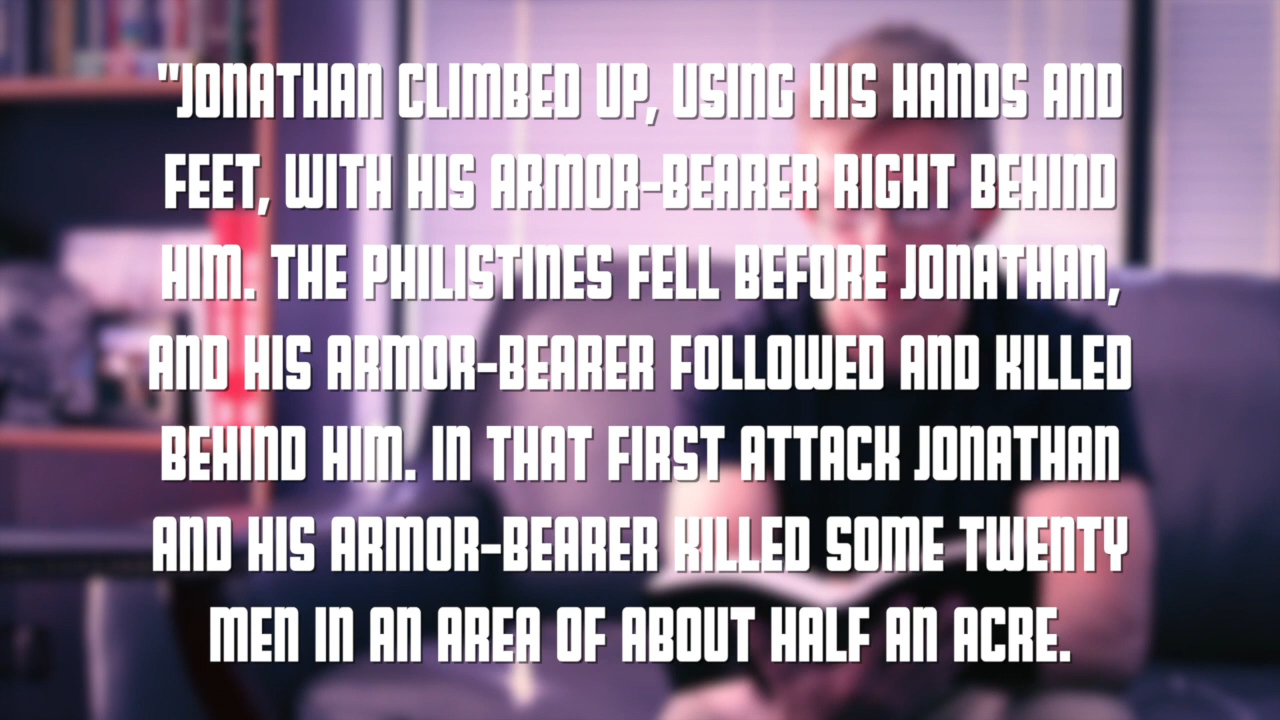 "JONATHAN CLIMBED UP, USING HIS HANDS AND
FEET, WITH HIS ARMOR-BEARER RIGHT BEHIND
HIM. THE PHILISTINES FELL BEFORE JONATHAN,
AND HIS ARMOR-BEARER FOLLOWED AND KILLED
BEHIND HIM. IN THAT FIRST ATTACK JONATHAN
AND HIS ARMOR-BEARER KILLED SOME TWENTY
MEN IN AN AREA OF ABOUT HALF AN ACRE.